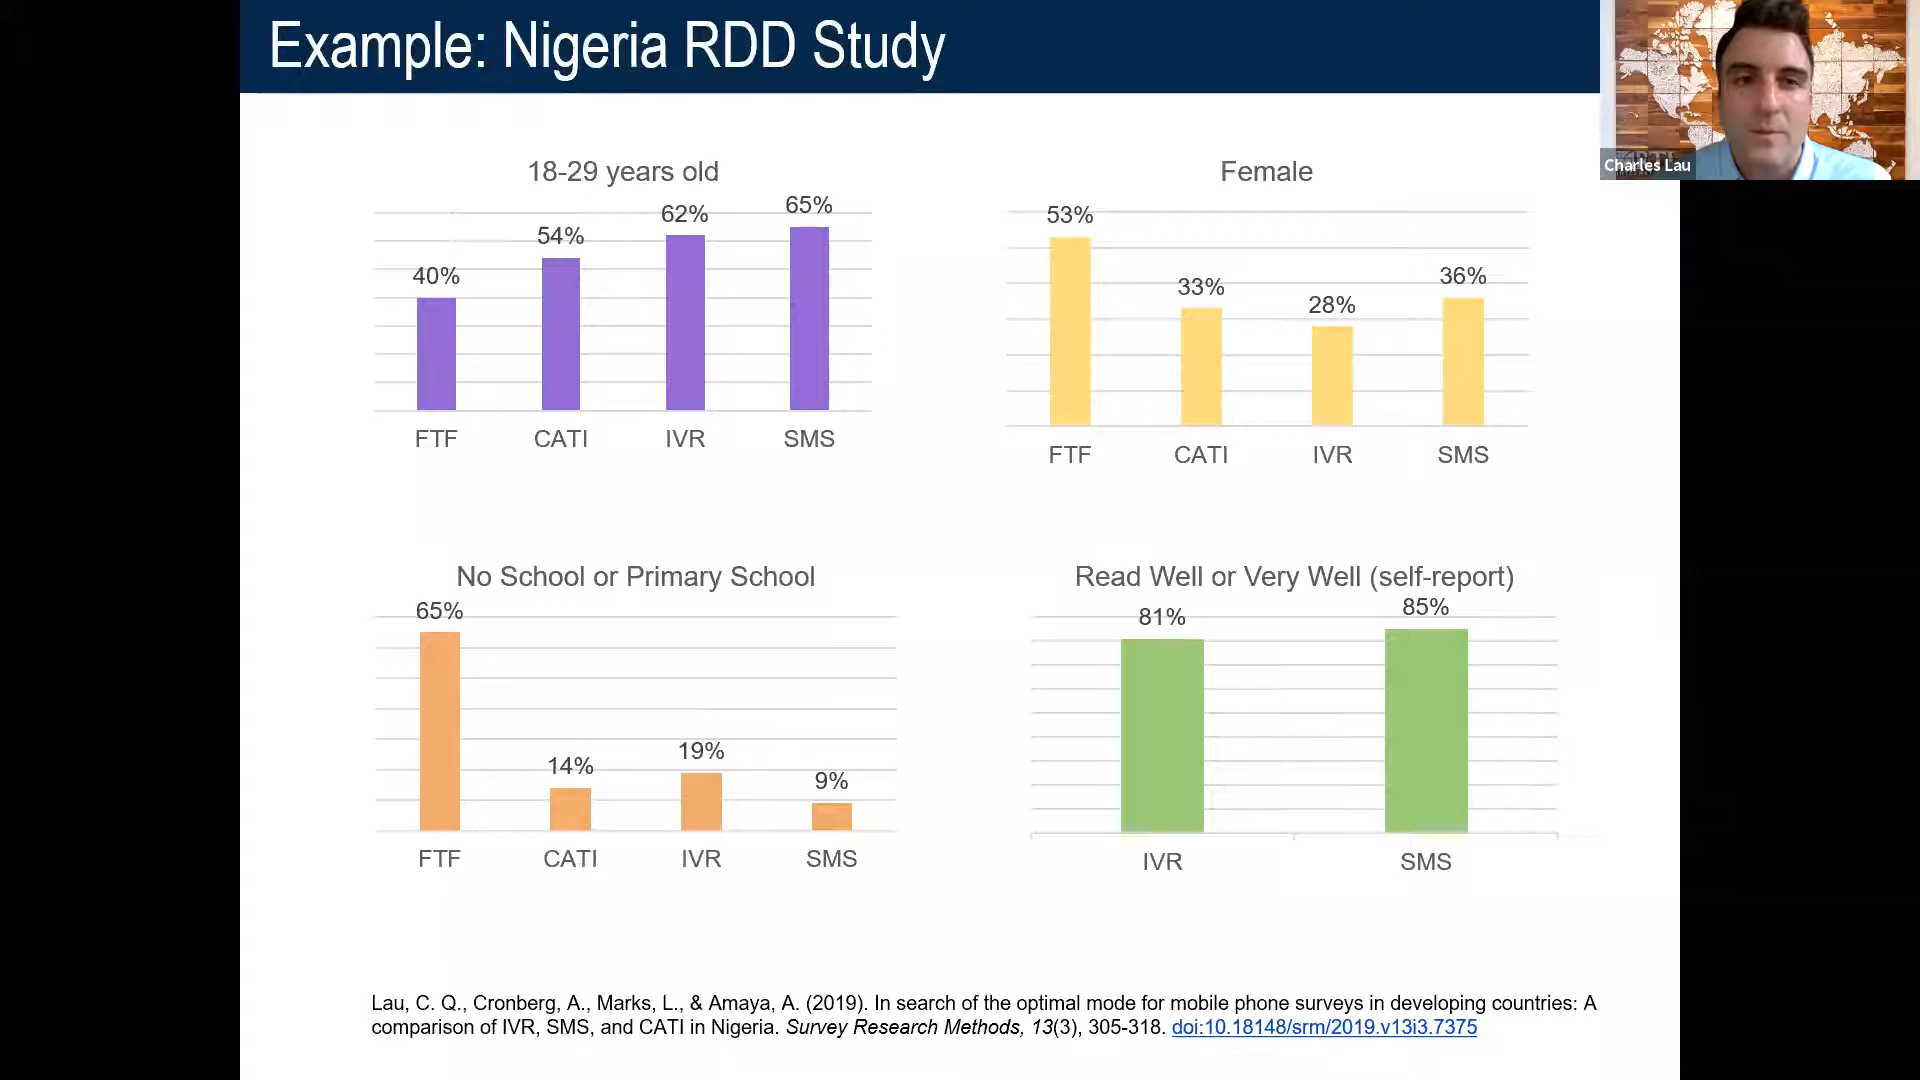 Example: Nigeria RDD Study
Charles Lau
18-29 years old
40%
54%
62%
65%
FTF
CATI
IVR
SMS
Female
53%
33%
28%
36%
FTF
CATI
IVR
SMS
No School or Primary School
65%
14%
19%
9%
FTF
CATI
IVR
SMS
Read Well or Very Well (self-report)
81%
85%
IVR
SMS
Lau, C. Q., Cronberg, A., Marks, L., & Amaya, A. (2019). In search of the optimal mode for mobile phone surveys in developing countries: A
comparison of IVR, SMS, and CATI in Nigeria. Survey Research Methods, 13(3), 305-318. doi:10.18148/srm/2019.v13i3.7375